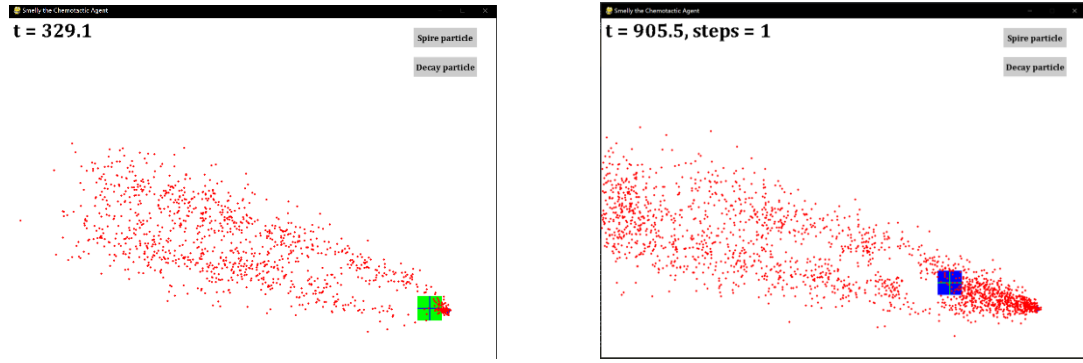 Smelly the Chemotactic Agent
t = 329.1
Spire particle
Decay particle
Smelly the Chemotactic Agent
t = 905.5, steps = 1
Spire particle
Decay particle